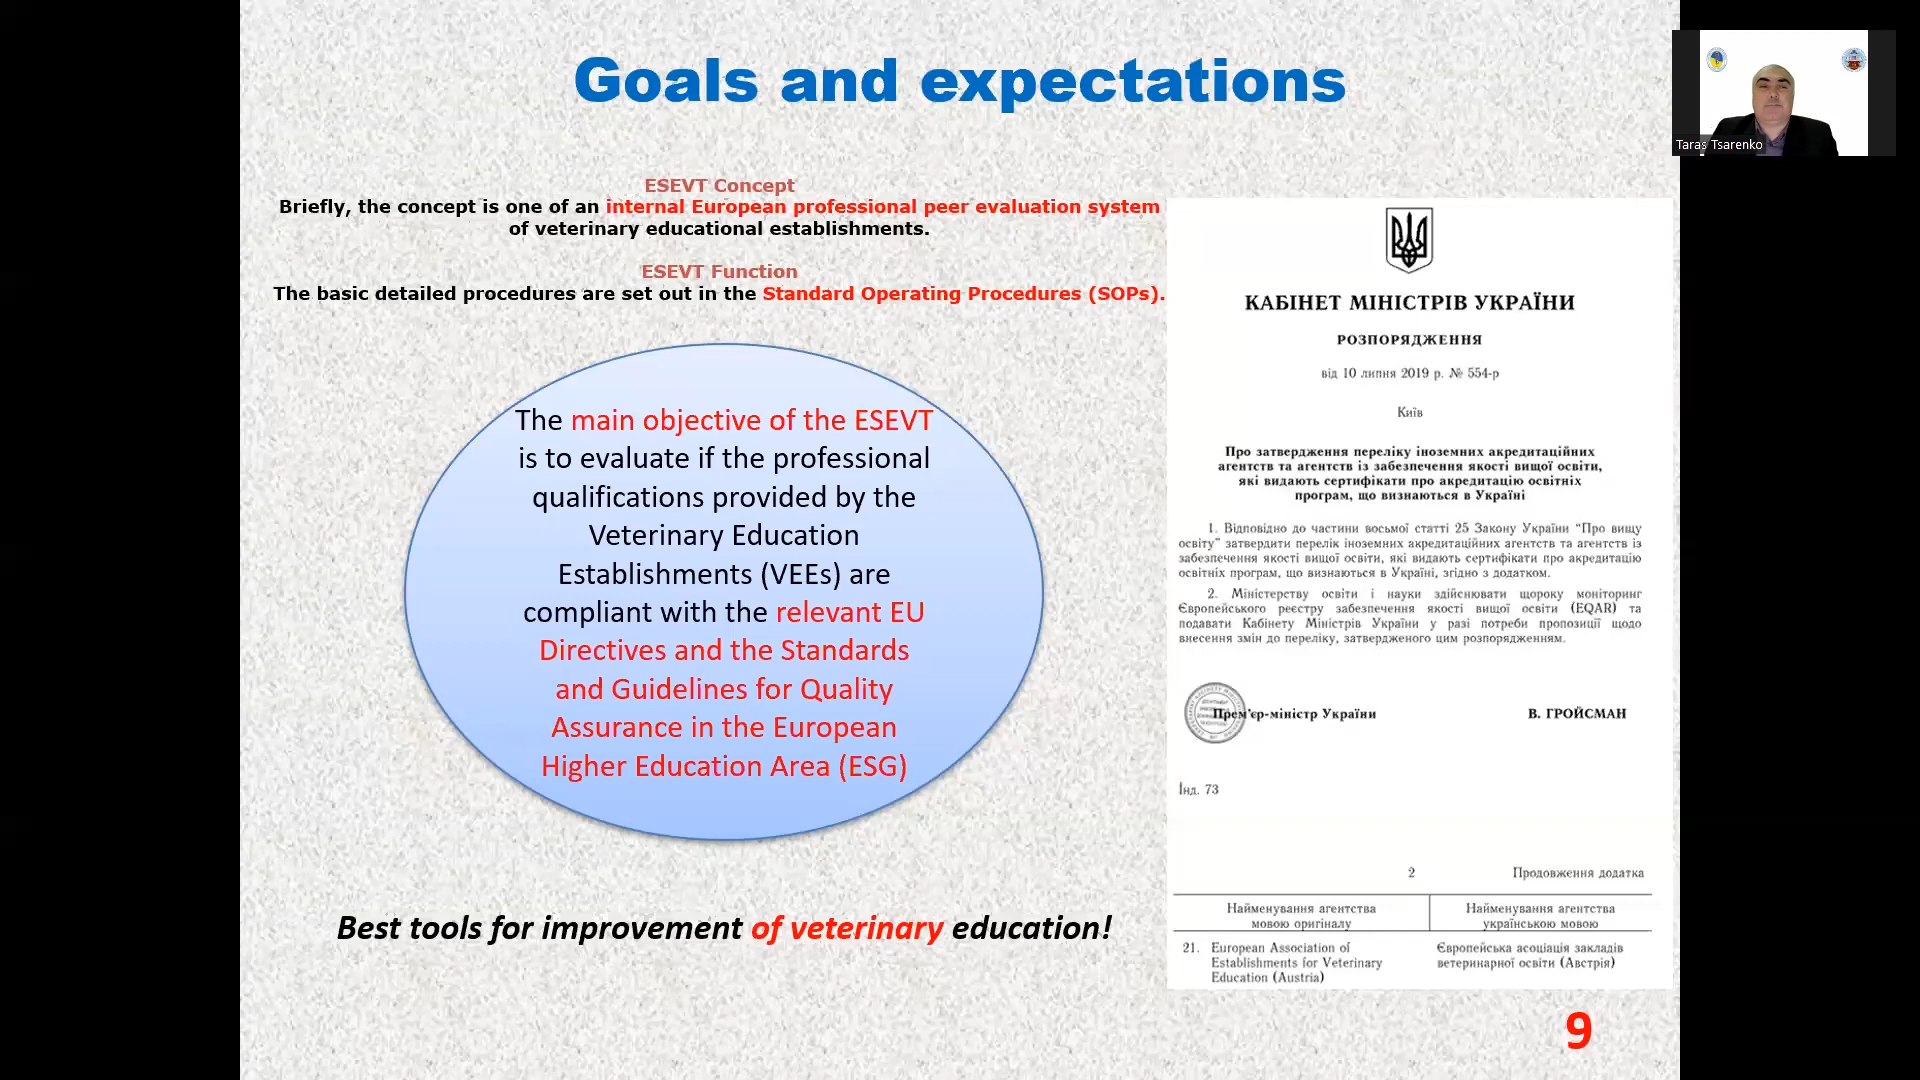 Goals and expectations
ESEVT Concept
Briefly, the concept is one of an internal European professional peer evaluation system
of veterinary educational establishments.
ESEVT Function
The basic detailed procedures are set out in the Standard Operating Procedures (SOPs).
The main objective of the ESEVT
is to evaluate if the professional
qualifications provided by the
Veterinary Education
Establishments (VEEs) are
compliant with the relevant EU
Directives and the Standards
and Guidelines for Quality
Assurance in the European
Higher Education Area (ESG)
Best tools for improvement of veterinary education!
КАБІНЕТ МІНІСТРІВ УКРАЇНИ
РОЗПОРЯДЖЕННЯ
від 10 липня 2019 р. № 554-р
Київ
Про затвердження переліку іноземних акредитаційних
агентств та агентств із забезпечення якості вищої освіти,
які видають сертифікати про акредитацію освітніх
програм, що визнаються в Україні
1. Відповідно до частини восьмої статті 25 Закону України “Про вищу
освіту” затвердити перелік іноземних акредитаційних агентств та агентств із
забезпечення якості вищої освіти, які видають сертифікати про акредитацію
освітніх програм, що визнаються в Україні, згідно з додатком.
2. Міністерству освіти і науки здійснювати щороку моніторинг
Європейського реєстру забезпечення якості вищої освіти (EQAR) та
подавати Кабінету Міністрів України у разі потреби пропозиції щодо
внесення змін до переліку, затвердженого цим розпорядженням.
Прем’єр-міністр України В. ГРОЙСМАН
Інд. 73
2 Продовження додатка
Найменування агентства
мовою оригіналу
Найменування агентства
українською мовою
21. European Association of
Establishments for Veterinary
Education (Austria)
Європейська асоціація закладів
ветеринарної освіти (Австрія)
9
Taras Tsarenko